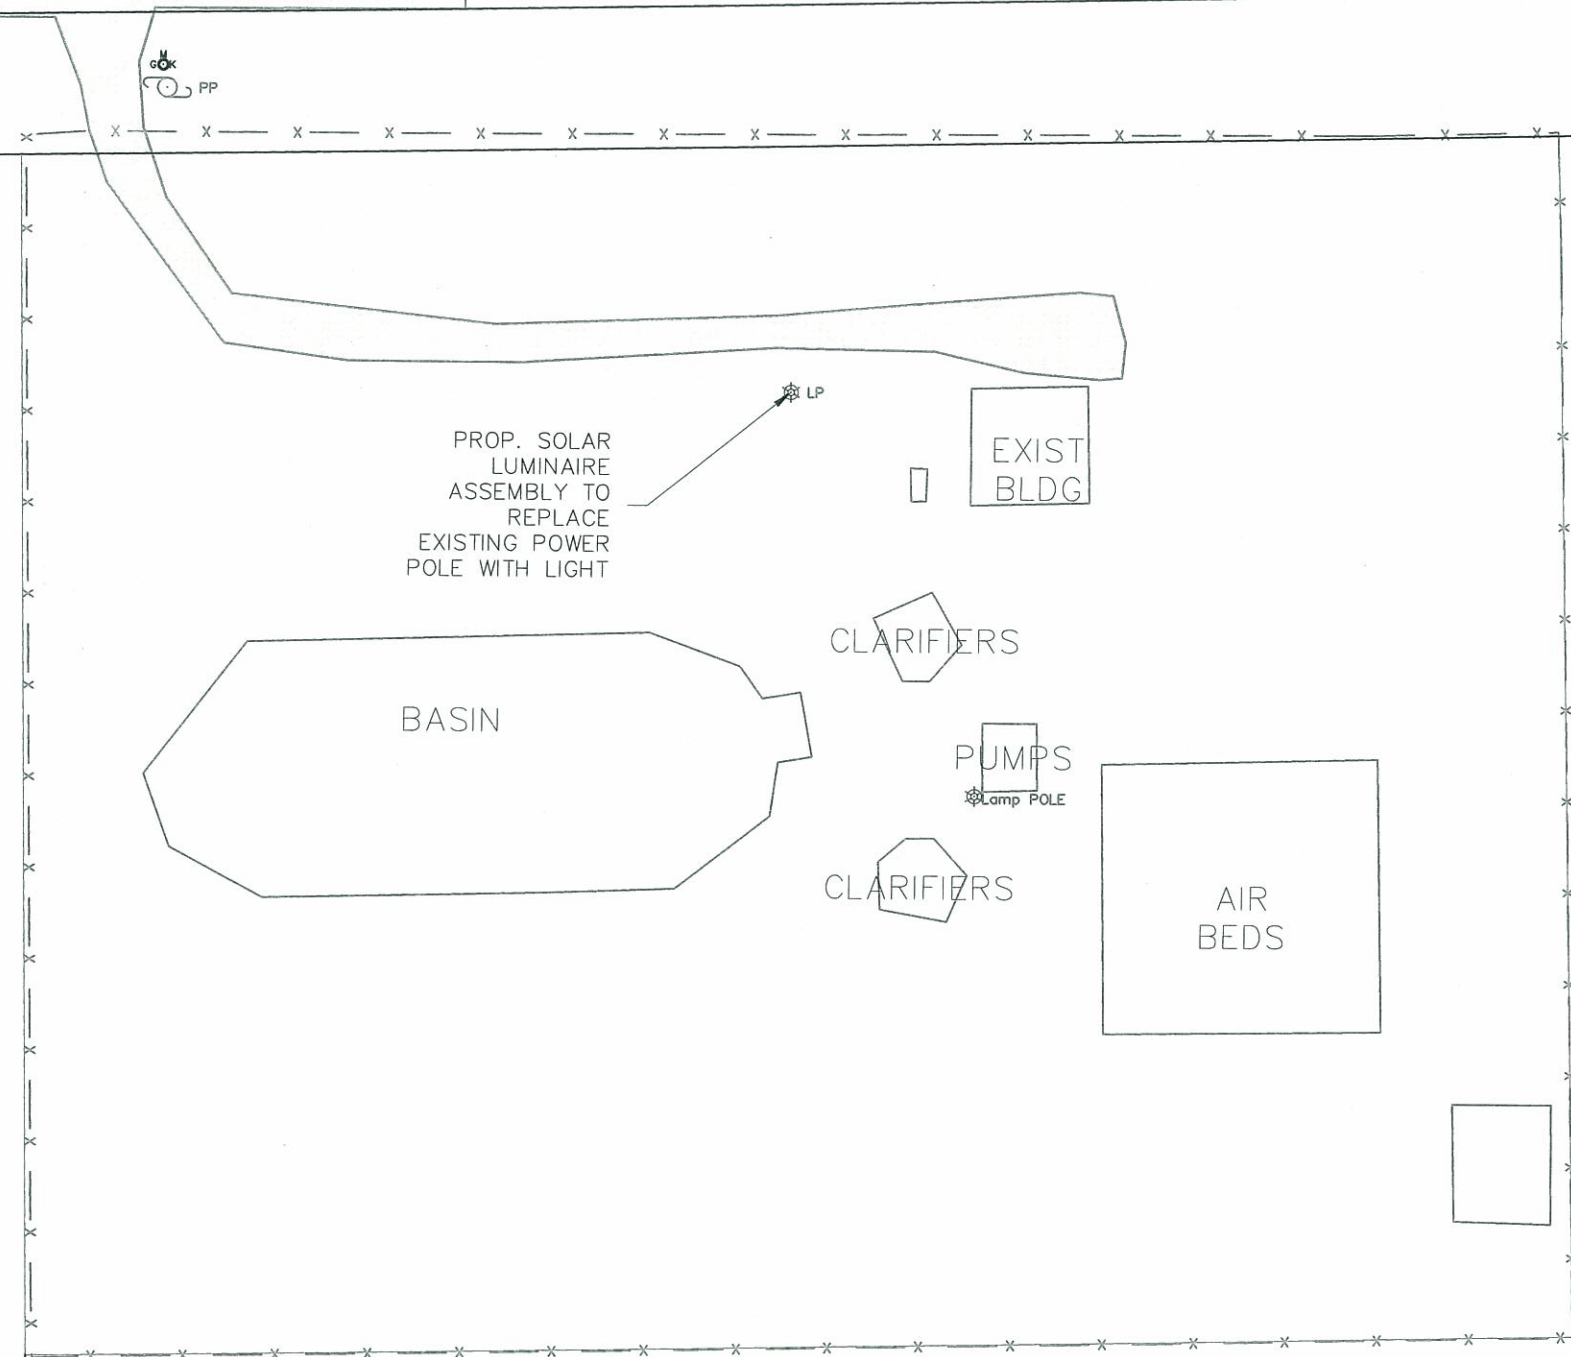 M
G K
PP
LP
PROP. SOLAR
LUMINAIRE
ASSEMBLY TO
REPLACE
EXISTING POWER
POLE WITH LIGHT
EXIST
BLDG
CLARIFIERS
BASIN
PUMPS
Lamp POLE
CLARIFIERS
AIR
BEDS